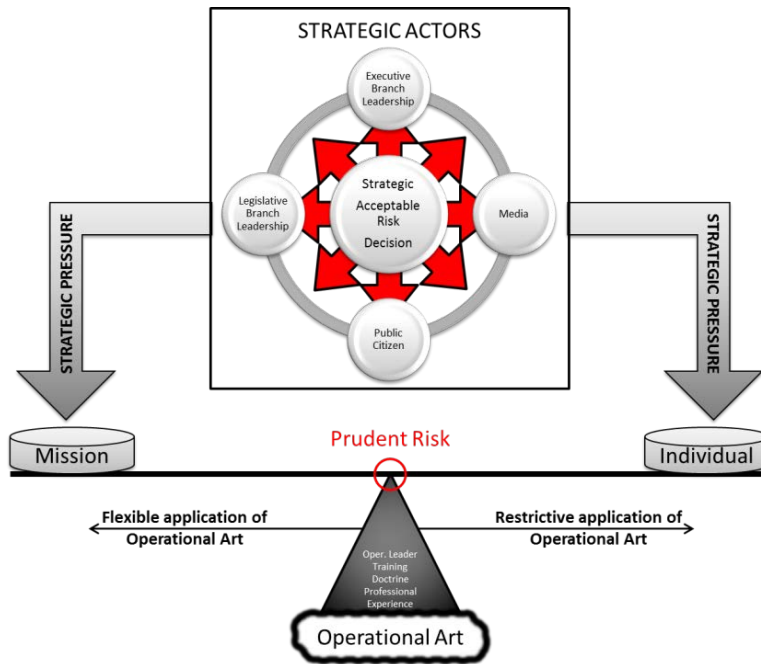 STRATEGIC ACTORS
Executive
Branch
Leadership
Legislative
Branch
Leadership
Strategic
Acceptable
Risk
Decision
Media
Public
Citizen
STRATEGIC PRESSURE
STRATEGIC PRESSURE
Mission
Prudent Risk
Individual
Flexible application of
Operational Art
Restrictive application of
Operational Art
Oper. Leader
Training
Doctrine
Professional
Experience
Operational Art